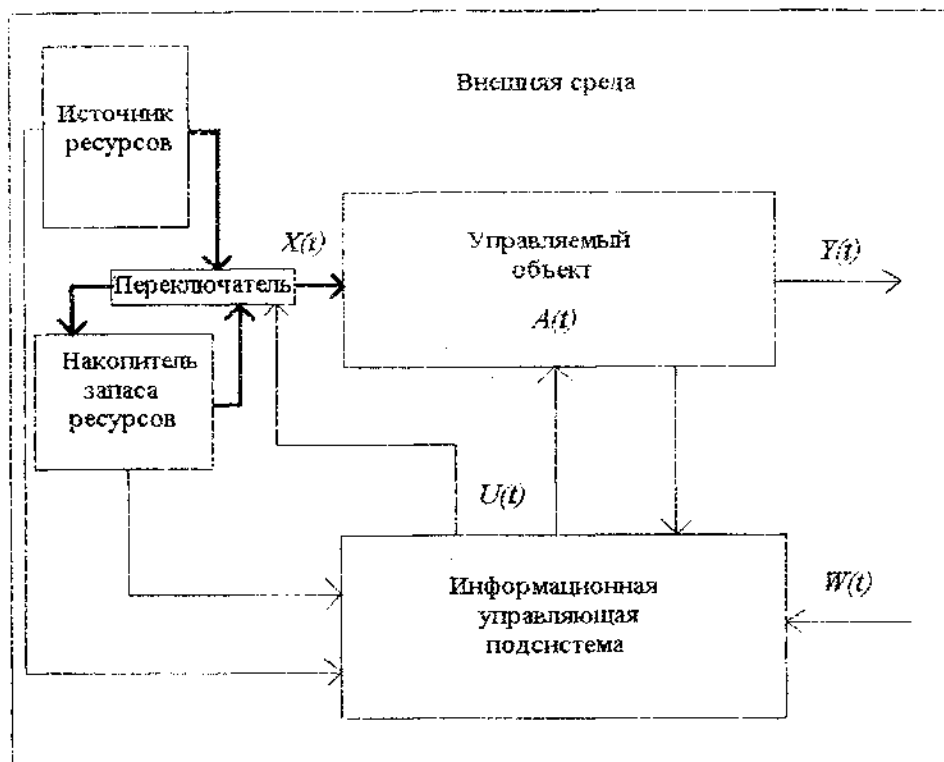 Внешняя среда
Источник
ресурсов
X(t)
Управляемый
объект
A(t)
Y(t)
Переключатель
Накопитель
запаса
ресурсов
U(t)
Информационная
управляющая
подсистема
W(t)